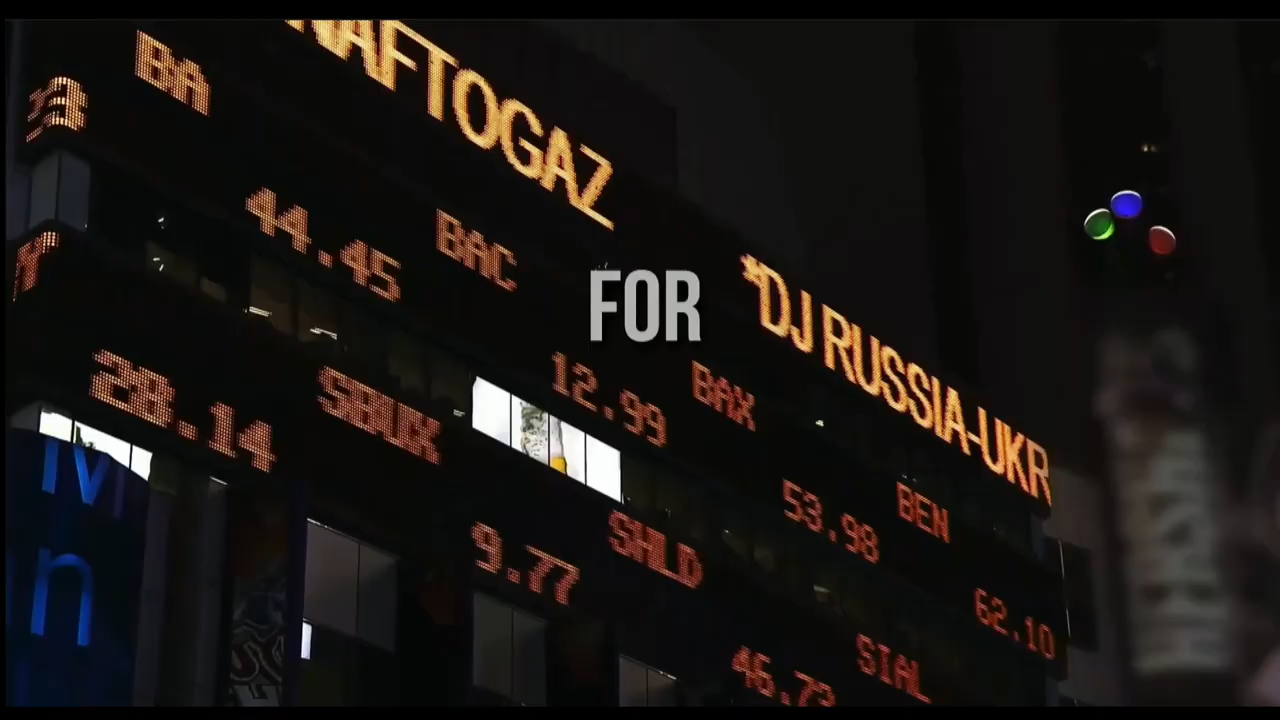 NAFTOGAZ
*DJ RUSSIA-UKR
BA
44.45 BAC
12.99 BAX
53.98 BEN
62.10
28.14 SBUX
9.77 SHLD
46.73 SIAL
FOR